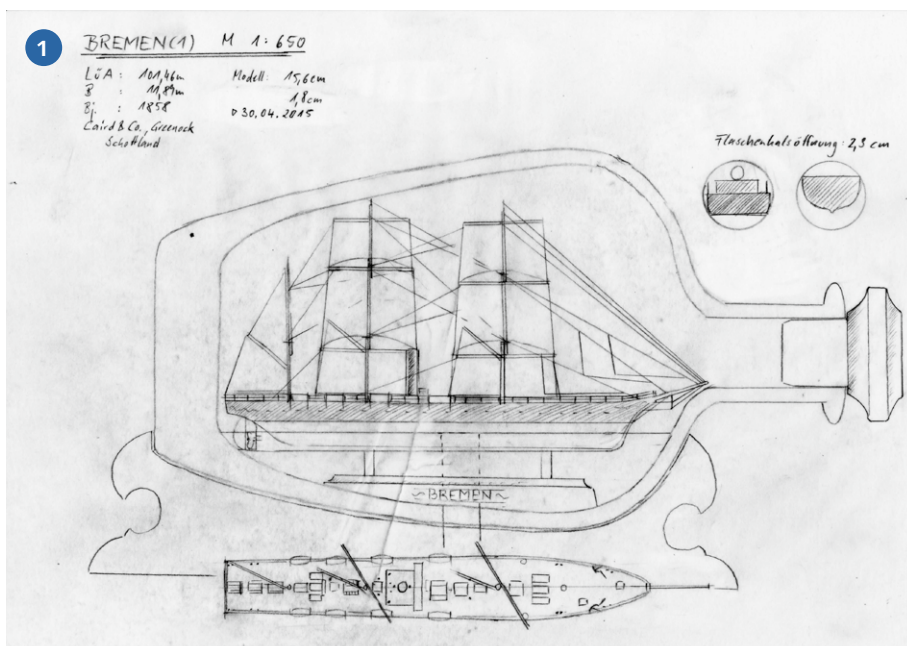 1
BREMEN(1) M 1:650
LüA : 101,46m Modell: 15,6cm
B : 11,89m 1,8cm
Bj. : 1858 30.04.2015
Caird & Co., Greenock
Schottland
Flaschenhalsöffnung: 2,3 cm
~BREMEN~